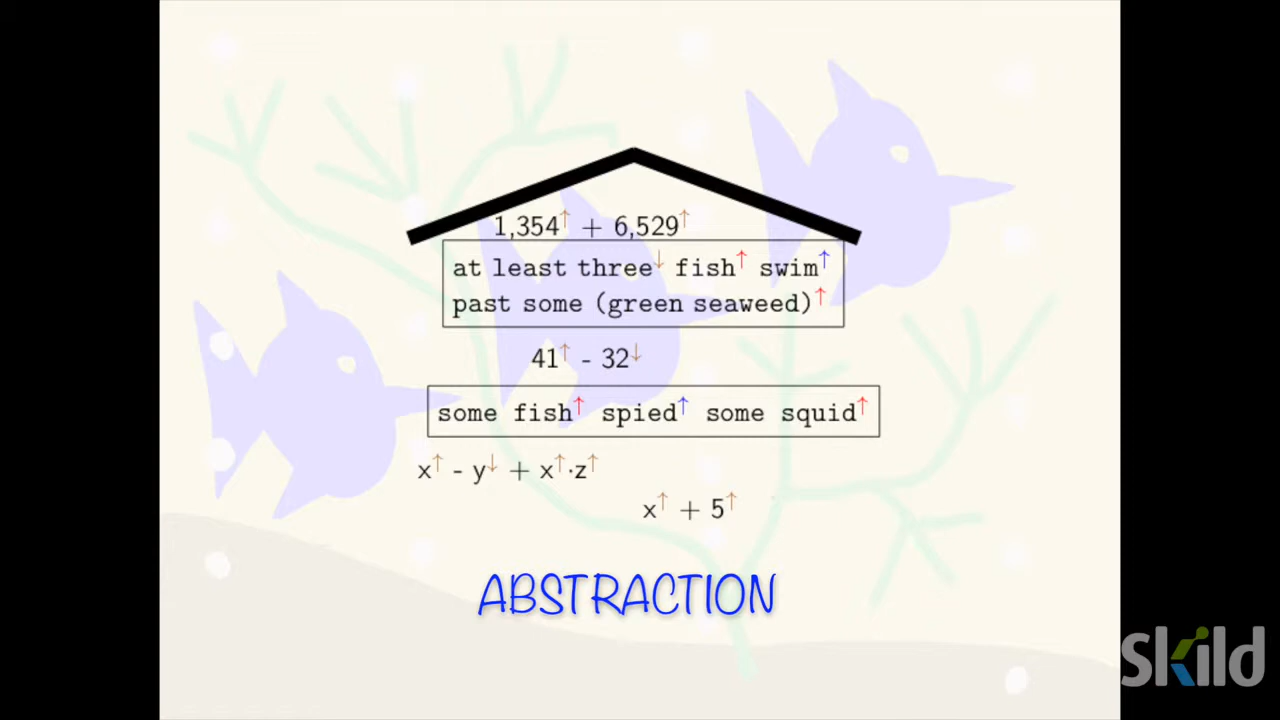 1,354↑ + 6,529↑
at least three↓ fish↑ swim↑
past some (green seaweed)↑
41↑ - 32↓
some fish↑ spied↑ some squid↑
x↑ - y↓ + x↑·z↑
x↑ + 5↑
ABSTRACTION
Skild